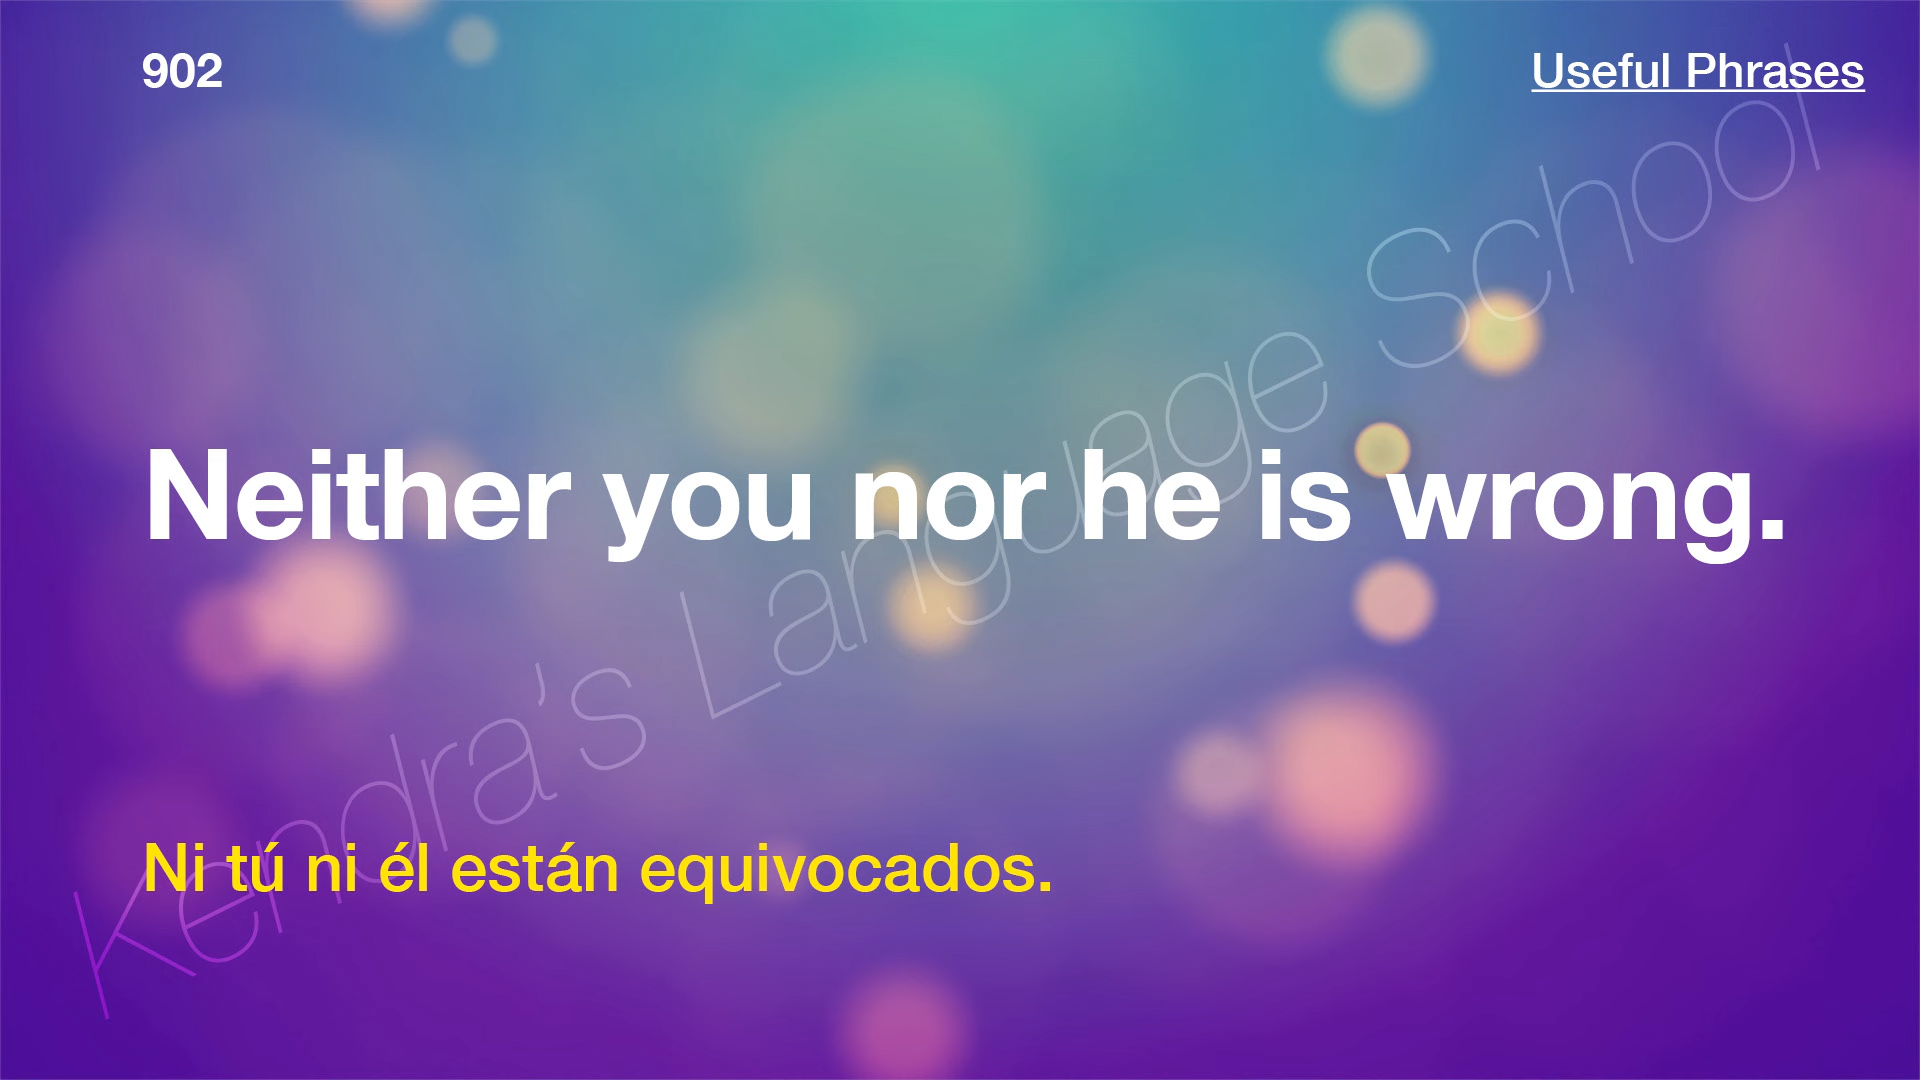 902
Useful Phrases
Neither you nor he is wrong.
Ni tú ni él están equivocados.
Kendra's Language School